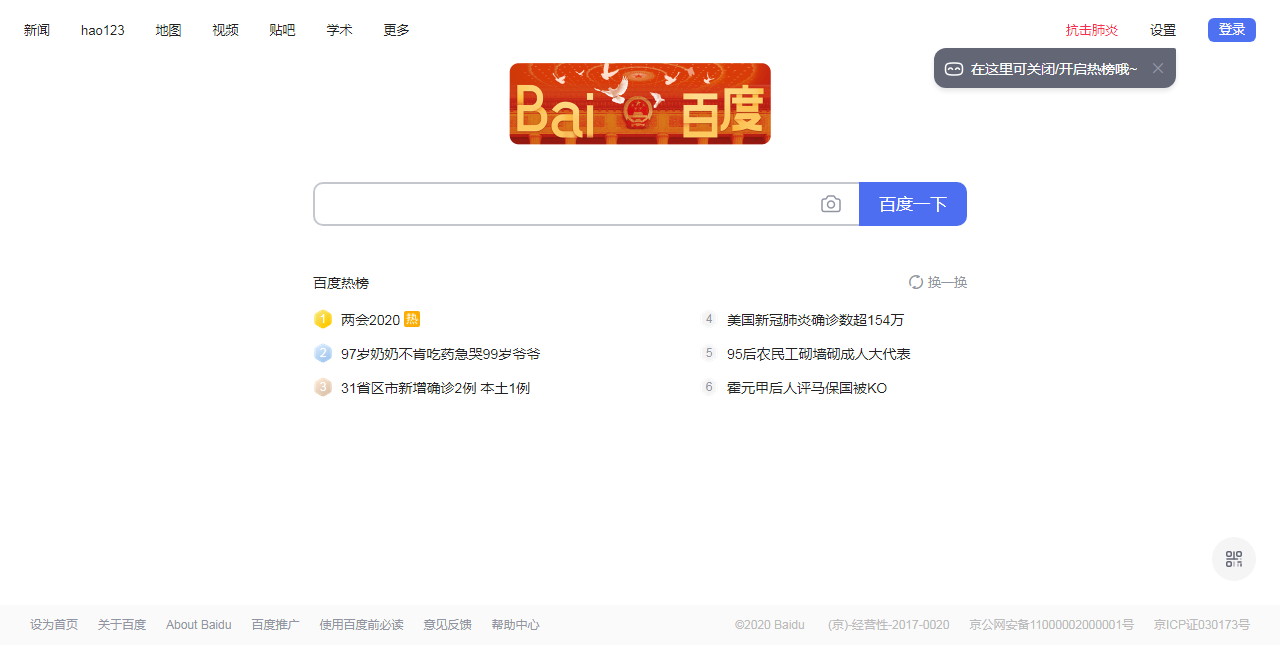 新闻 hao123 地图 视频 贴吧 学术 更多 抗击肺炎 设置 登录
在这里可关闭/开启热榜哦~
Bai 百度
百度一下
百度热榜 换一换
1 两会2020 热
2 97岁奶奶不肯吃药急哭99岁爷爷
3 31省区市新增确诊2例 本土1例
4 美国新冠肺炎确诊数超154万
5 95后农民工砌墙砌成人大代表
6 霍元甲后人评马保国被KO
设为首页 关于百度 About Baidu 百度推广 使用百度前必读 意见反馈 帮助中心 ©2020 Baidu (京)-经营性-2017-0020 京公网安备11000002000001号 京ICP证030173号